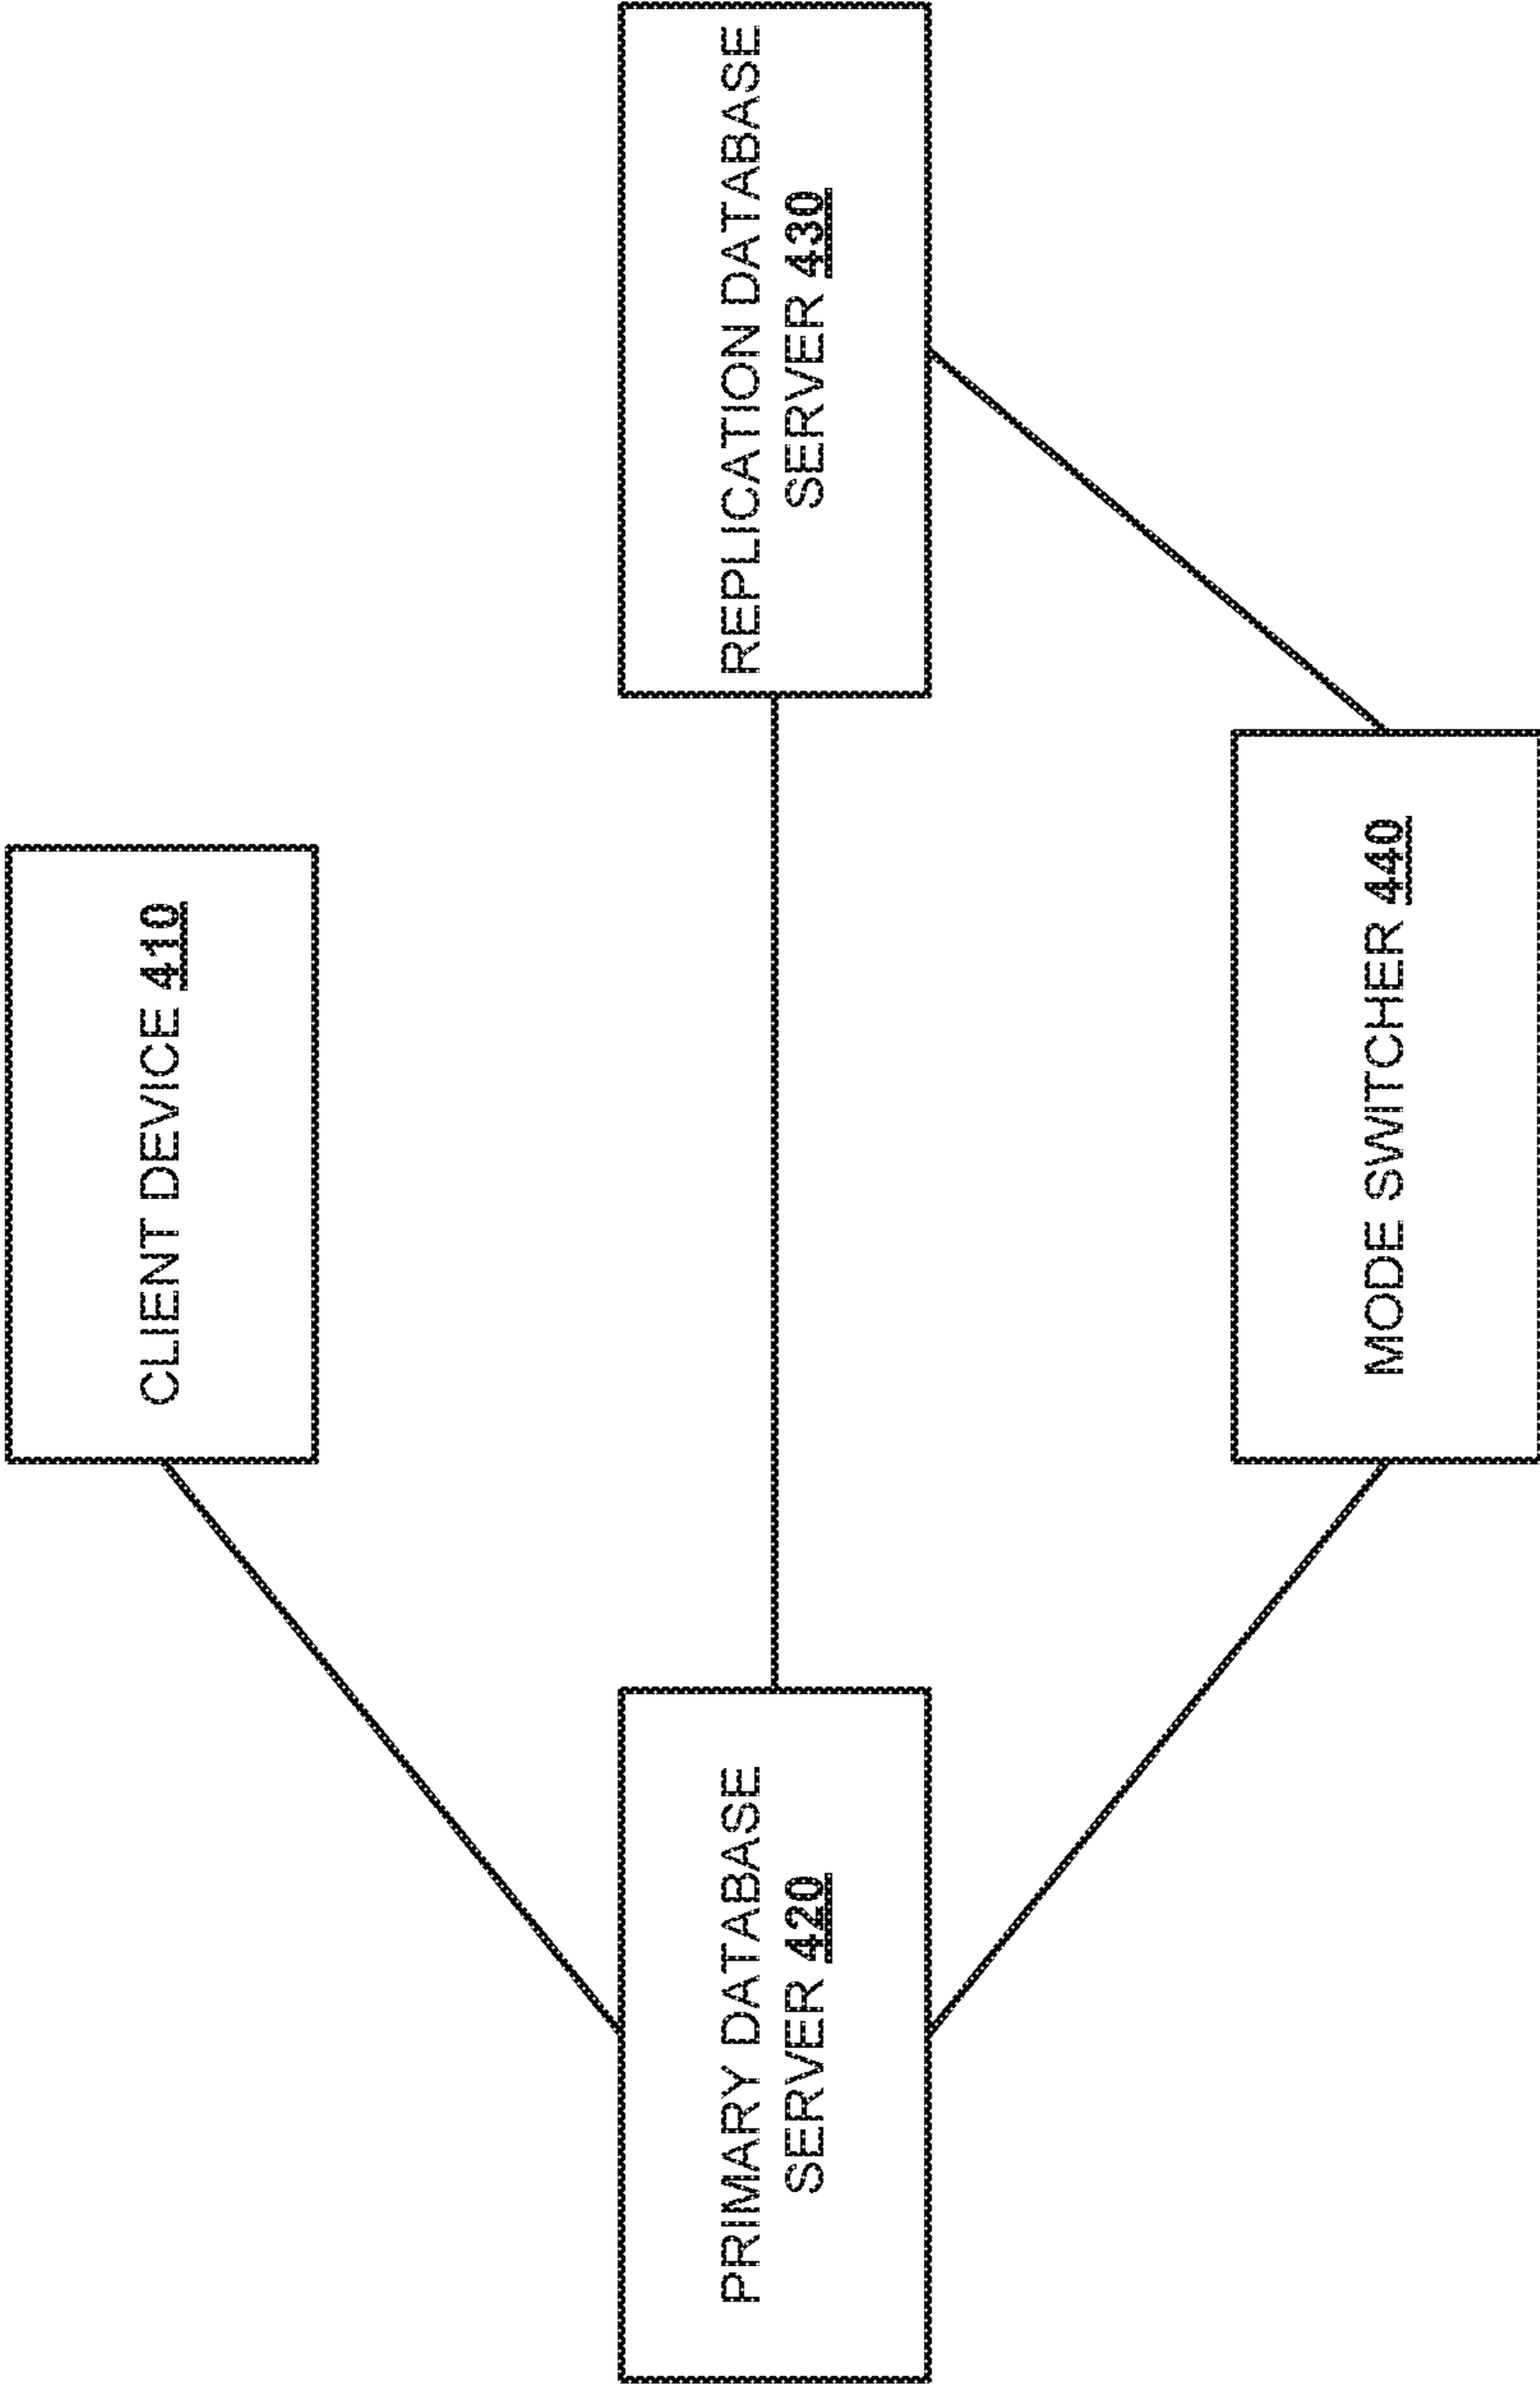 CLIENT DEVICE 410
PRIMARY DATABASE
SERVER 420
REPLICATION DATABASE
SERVER 430
MODE SWITCHER 440